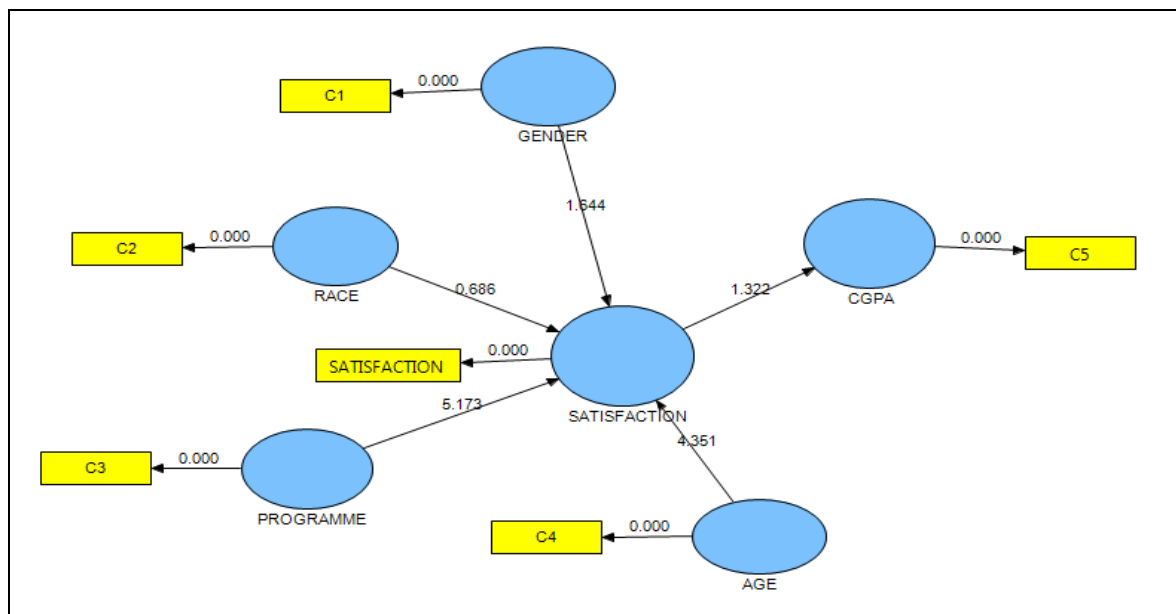 0.000
C1
GENDER
1.644
C2
0.000
RACE
0.686
CGPA
0.000
C5
1.322
SATISFACTION
0.000
SATISFACTION
5.173
C3
0.000
PROGRAMME
4.351
C4
0.000
AGE